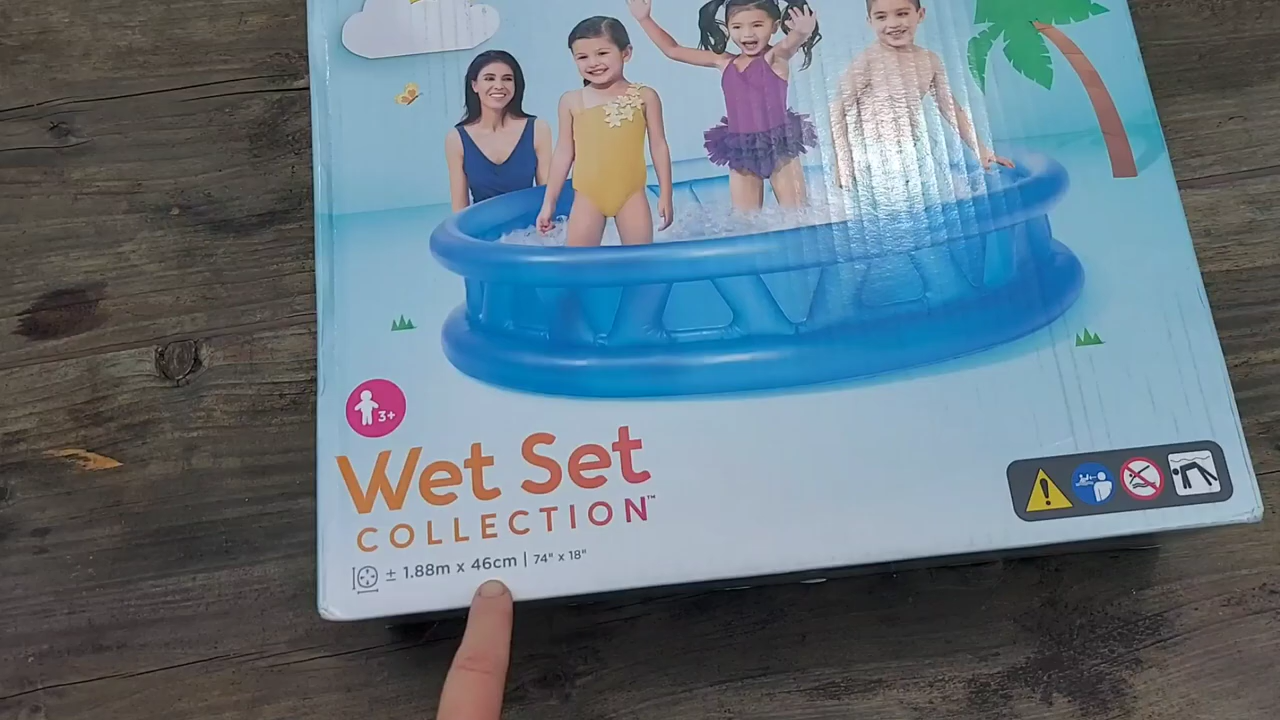 3+
Wet Set
COLLECTION™
± 1.88m x 46cm | 74" x 18"